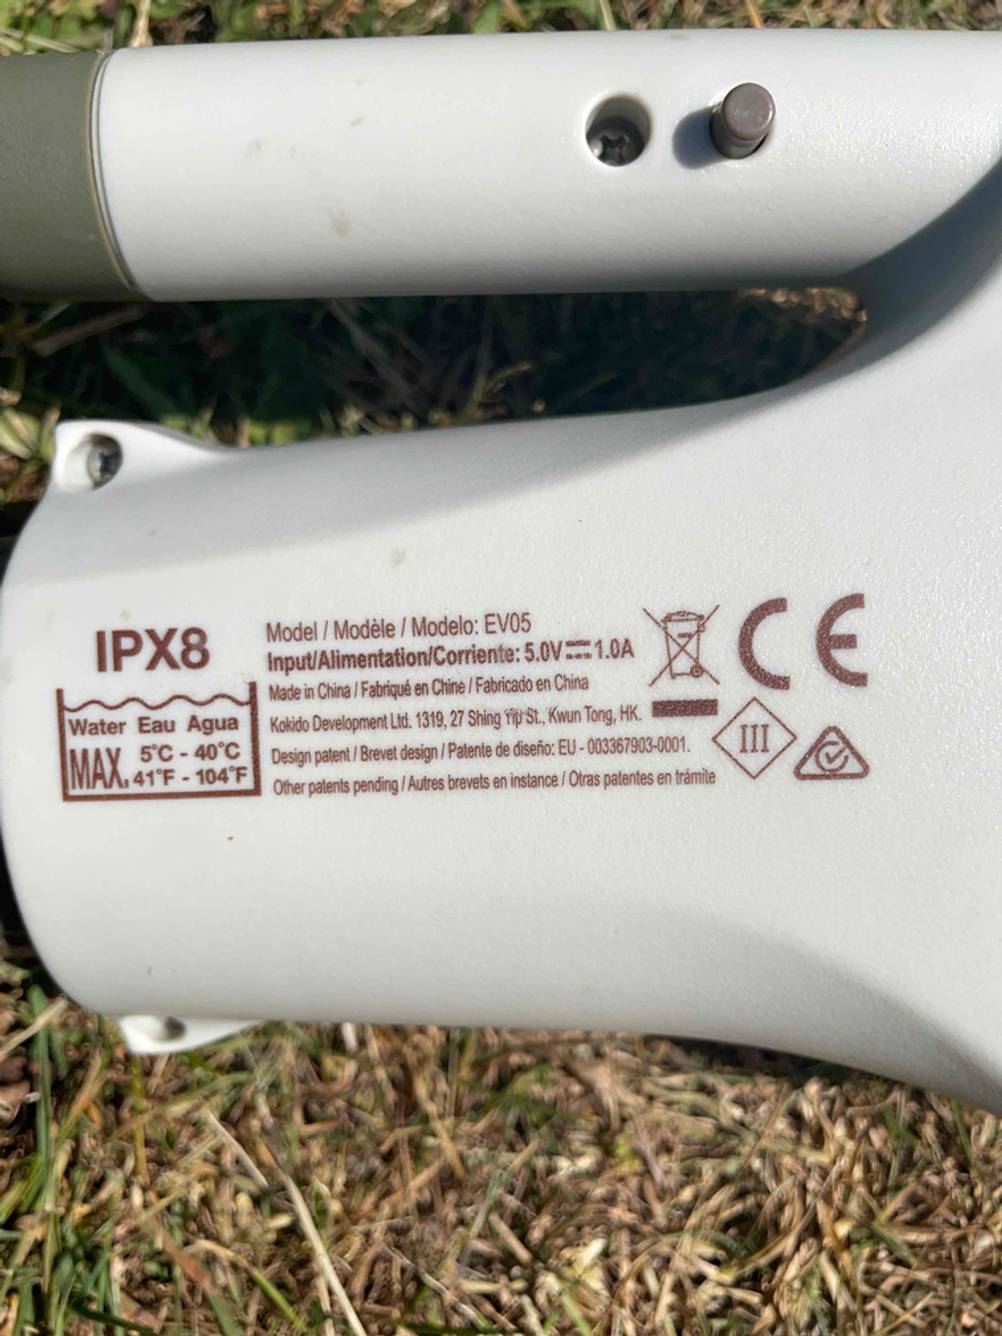 IPX8
Water Eau Agua
MAX. 5°C - 40°C
41°F - 104°F
Model / Modèle / Modelo: EV05
Input/Alimentation/Corriente: 5.0V⎓1.0A
Made in China / Fabriqué en Chine / Fabricado en China
Kokido Development Ltd. 1319, 27 Shing Yip St., Kwun Tong, HK.
Design patent / Brevet design / Patente de diseño: EU - 003367903-0001.
Other patents pending / Autres brevets en instance / Otras patentes en trámite
CE
III